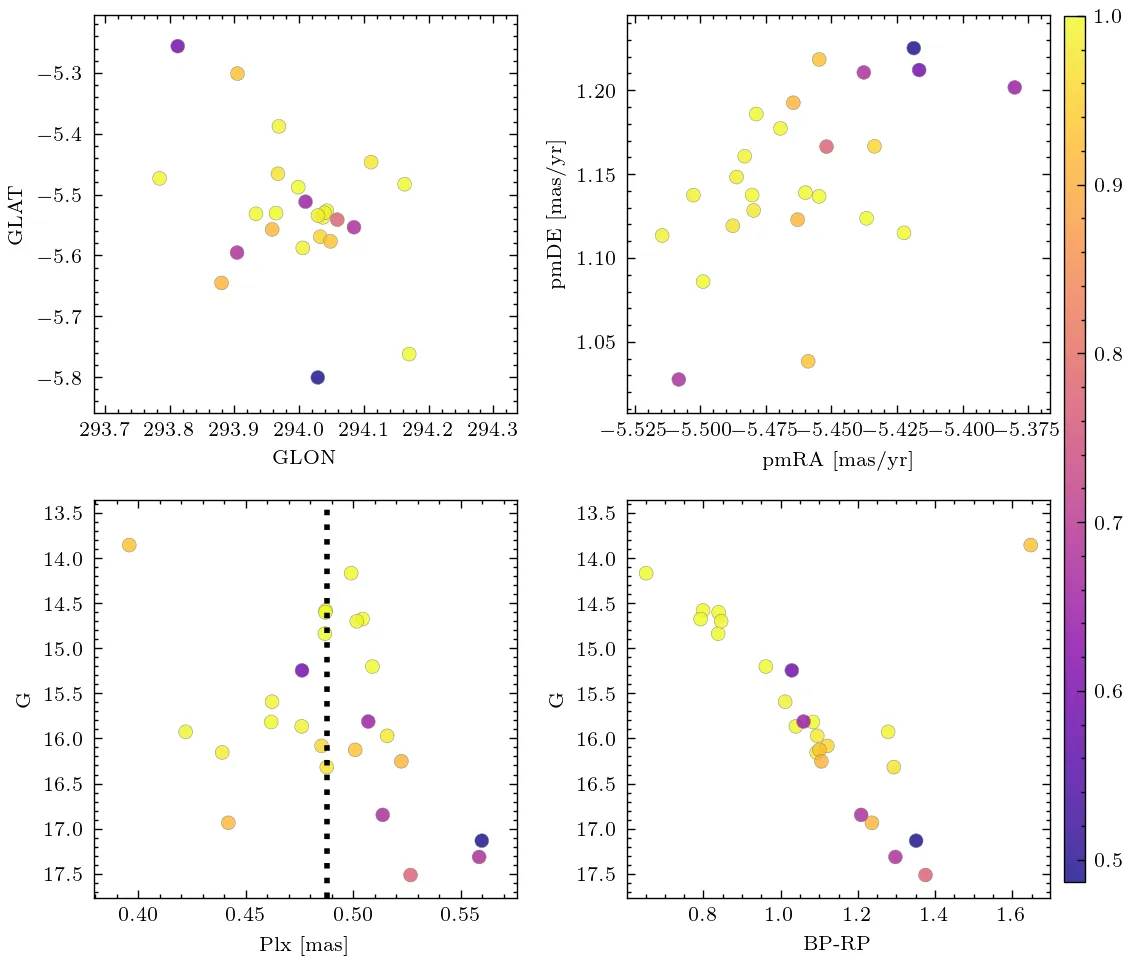 −5.3
−5.4
−5.5
−5.6
−5.7
−5.8
GLAT
293.7 293.8 293.9 294.0 294.1 294.2 294.3
GLON
1.20
1.15
1.10
1.05
pmDE [mas/yr]
−5.525 −5.500 −5.475 −5.450 −5.425 −5.400 −5.375
pmRA [mas/yr]
13.5
14.0
14.5
15.0
15.5
16.0
16.5
17.0
17.5
G
0.40 0.45 0.50 0.55
Plx [mas]
13.5
14.0
14.5
15.0
15.5
16.0
16.5
17.0
17.5
G
0.8 1.0 1.2 1.4 1.6
BP-RP
1.0
0.9
0.8
0.7
0.6
0.5